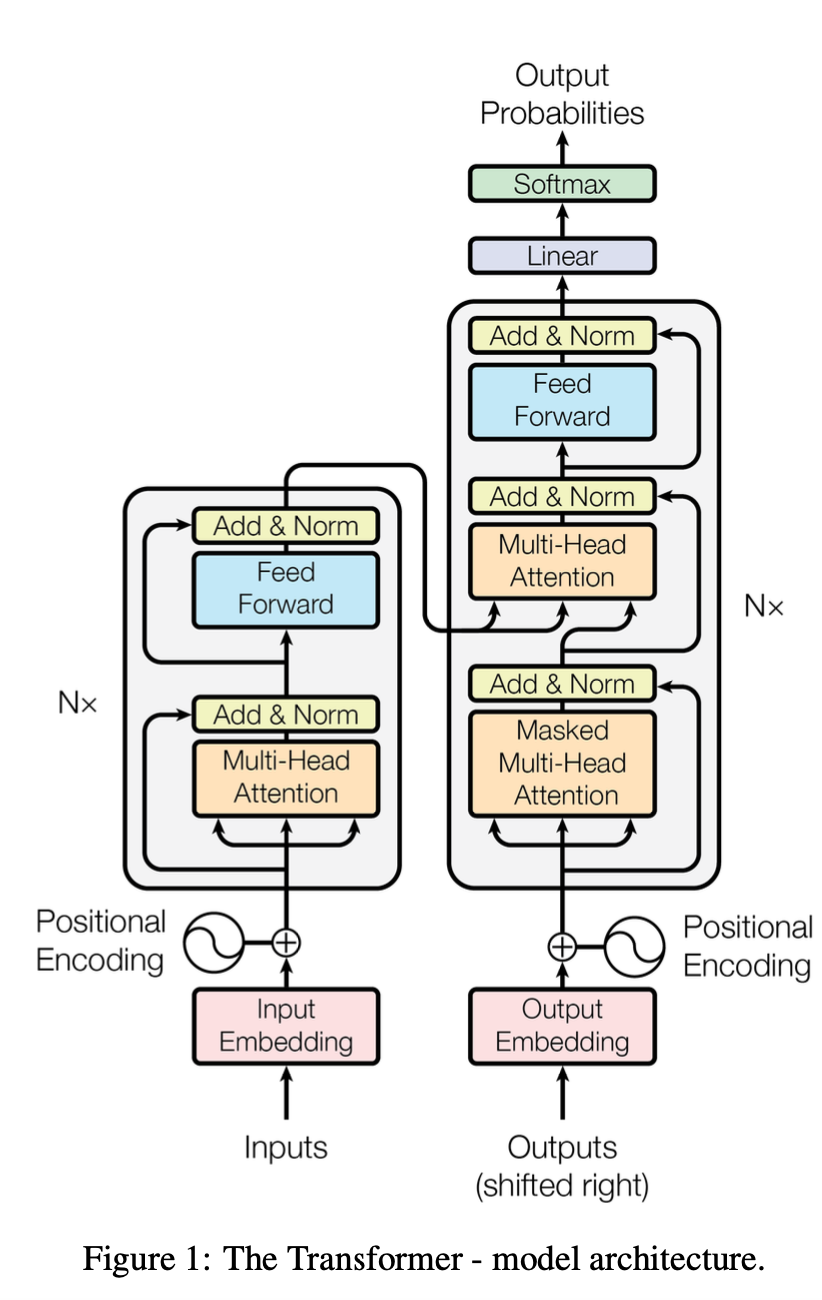 Output
Probabilities
Softmax
Linear
Add & Norm
Feed
Forward
Add & Norm
Multi-Head
Attention
Add & Norm
Masked
Multi-Head
Attention
N×
Add & Norm
Feed
Forward
Add & Norm
Multi-Head
Attention
N×
Positional
Encoding
Positional
Encoding
Input
Embedding
Output
Embedding
Inputs
Outputs
(shifted right)
Figure 1: The Transformer - model architecture.